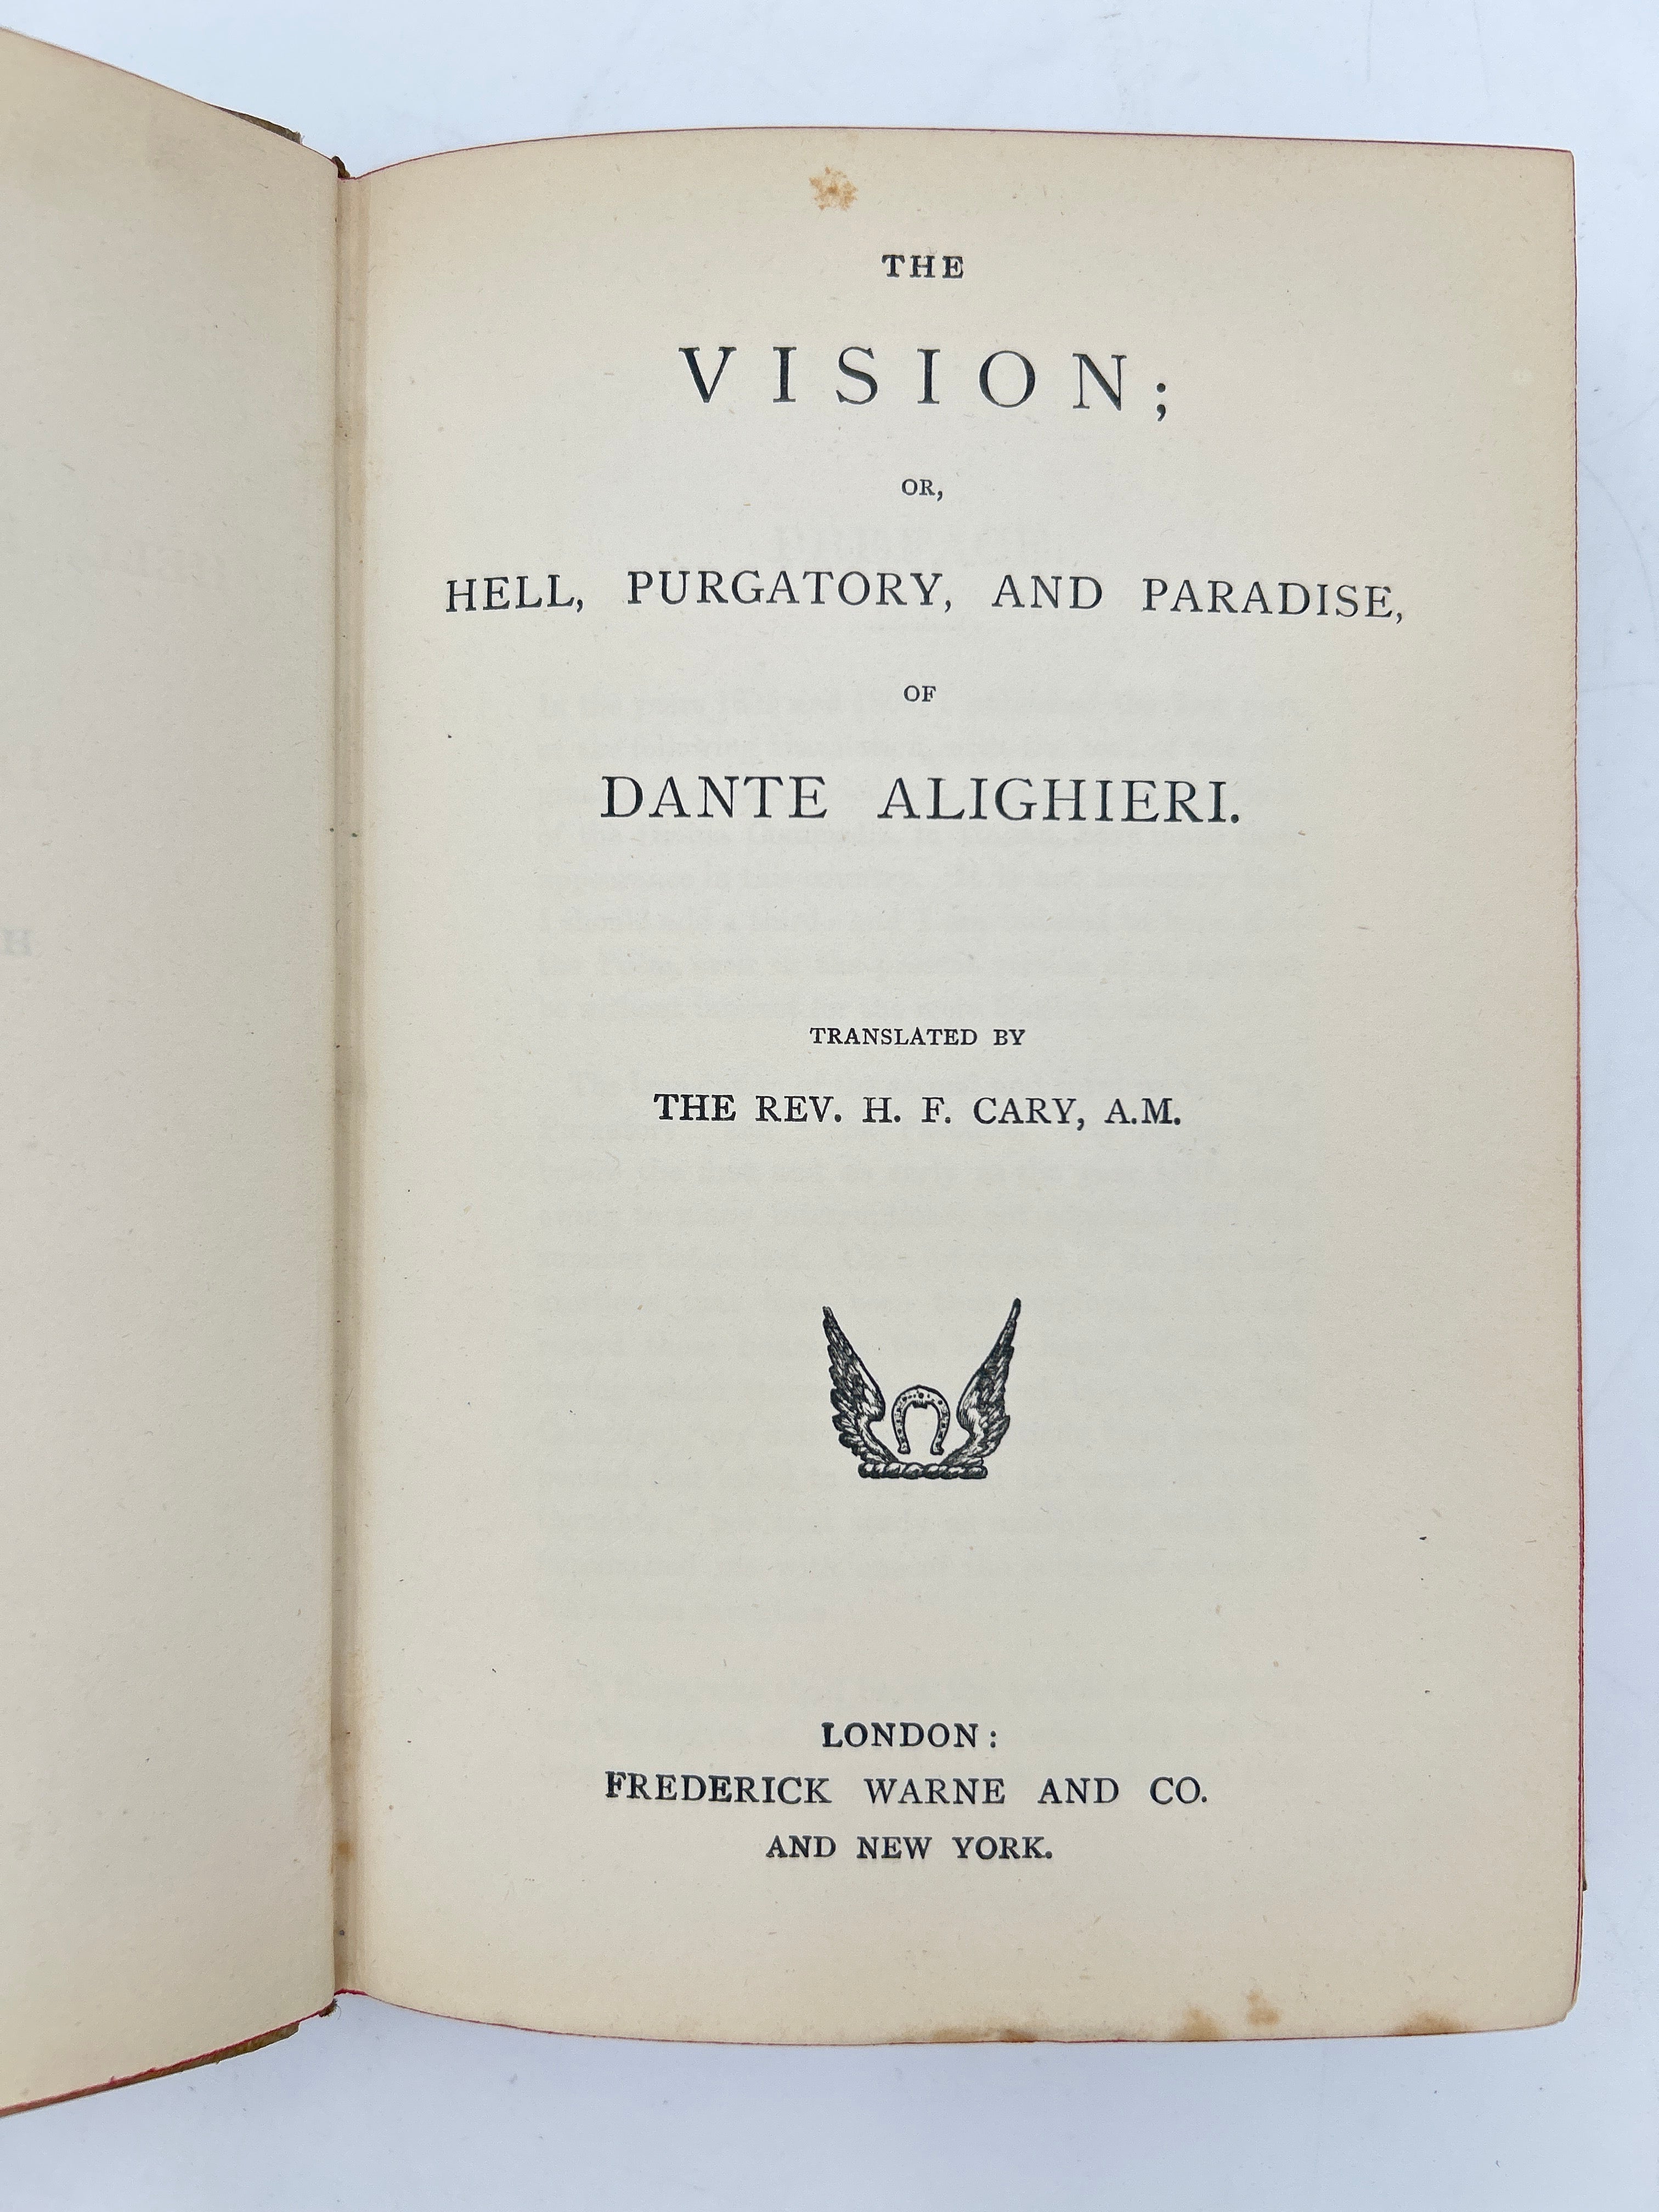 THE
VISION;
OR,
HELL, PURGATORY, AND PARADISE,
OF
DANTE ALIGHIERI.
TRANSLATED BY
THE REV. H. F. CARY, A.M.
LONDON:
FREDERICK WARNE AND CO.
AND NEW YORK.